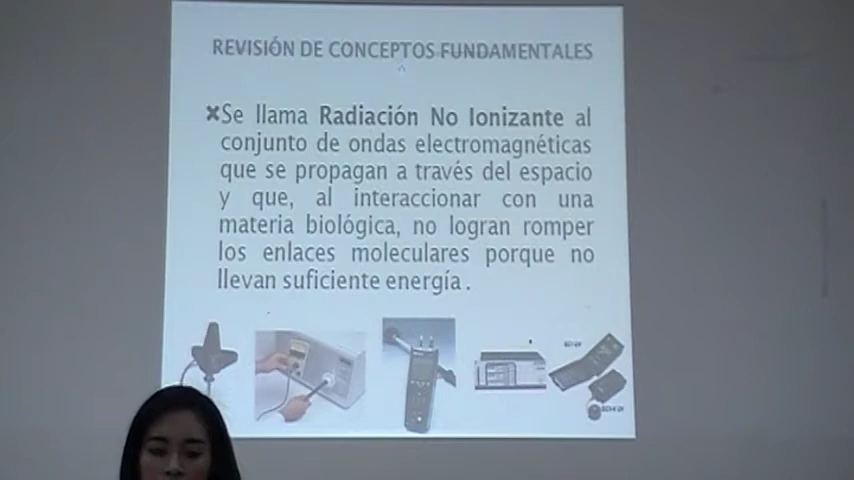 REVISIÓN DE CONCEPTOS FUNDAMENTALES
Se llama Radiación No Ionizante al
conjunto de ondas electromagnéticas
que se propagan a través del espacio
y que, al interaccionar con una
materia biológica, no logran romper
los enlaces moleculares porque no
llevan suficiente energía .